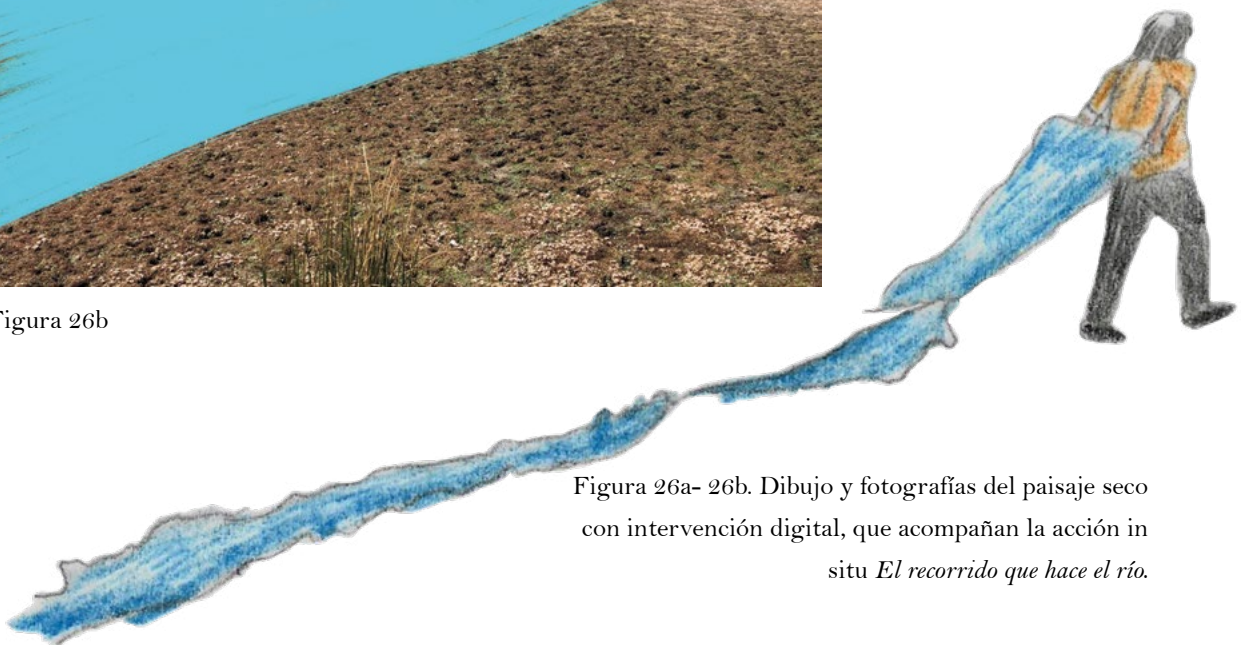 Figura 26b
Figura 26a- 26b. Dibujo y fotografías del paisaje seco
con intervención digital, que acompañan la acción in
situ El recorrido que hace el río.